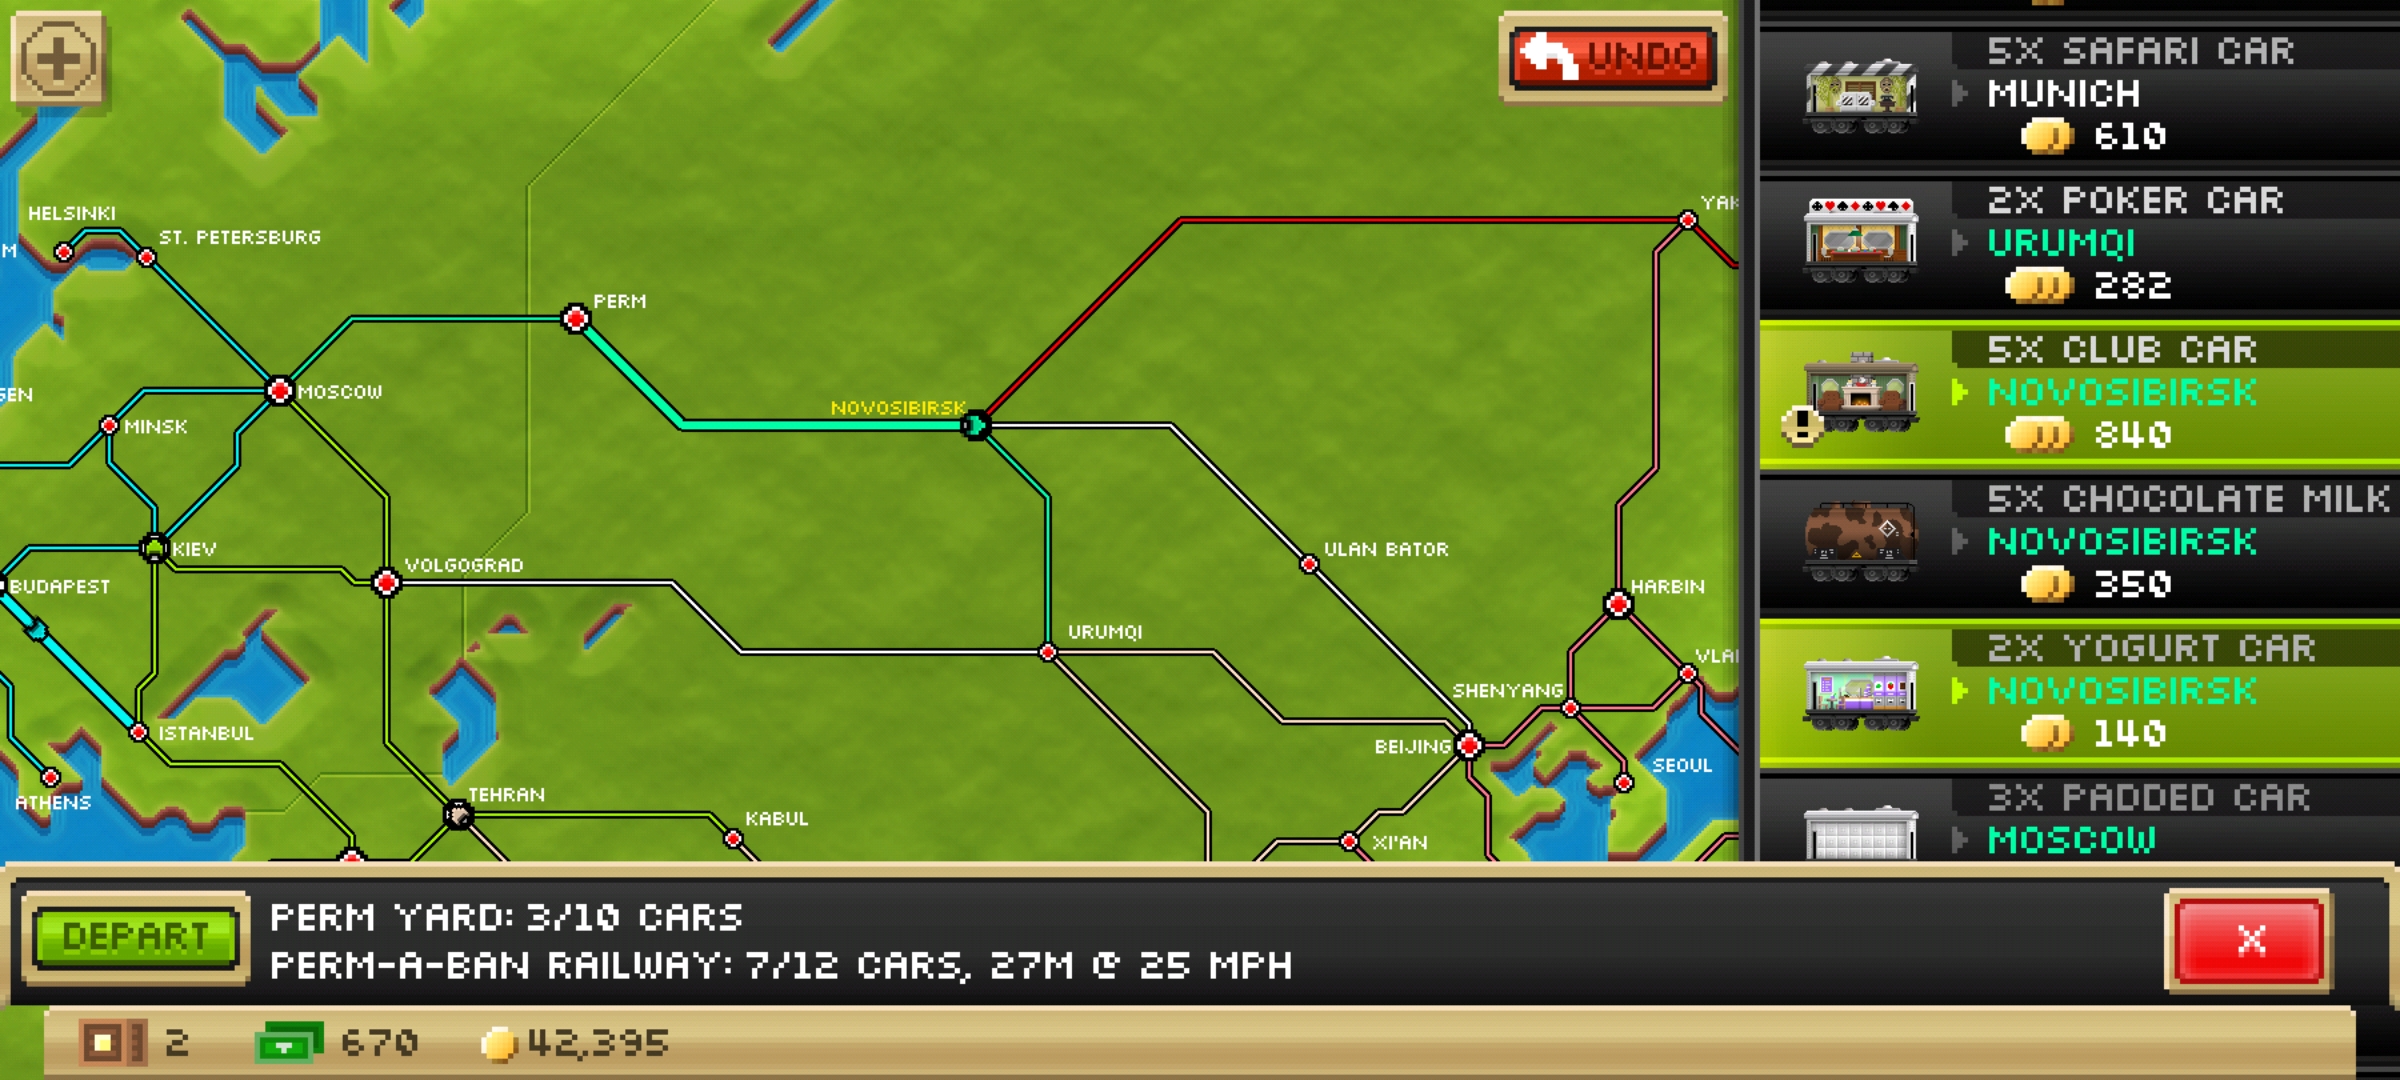 UNDO
HELSINKI
ST. PETERSBURG
M
PERM
GEN
MOSCOW
MINSK
NOVOSIBIRSK
YAK
KIEV
BUDAPEST
VOLGOGRAD
ULAN BATOR
HARBIN
URUMQI
VLA
SHENYANG
ISTANBUL
BEIJING
SEOUL
ATHENS
TEHRAN
KABUL
XI'AN
5X SAFARI CAR
MUNICH
610
2X POKER CAR
URUMQI
282
5X CLUB CAR
NOVOSIBIRSK
840
5X CHOCOLATE MILK
NOVOSIBIRSK
350
2X YOGURT CAR
NOVOSIBIRSK
140
3X PADDED CAR
MOSCOW
DEPART
PERM YARD: 3/10 CARS
PERM-A-BAN RAILWAY: 7/12 CARS, 27M @ 25 MPH
X
2
670
42,395